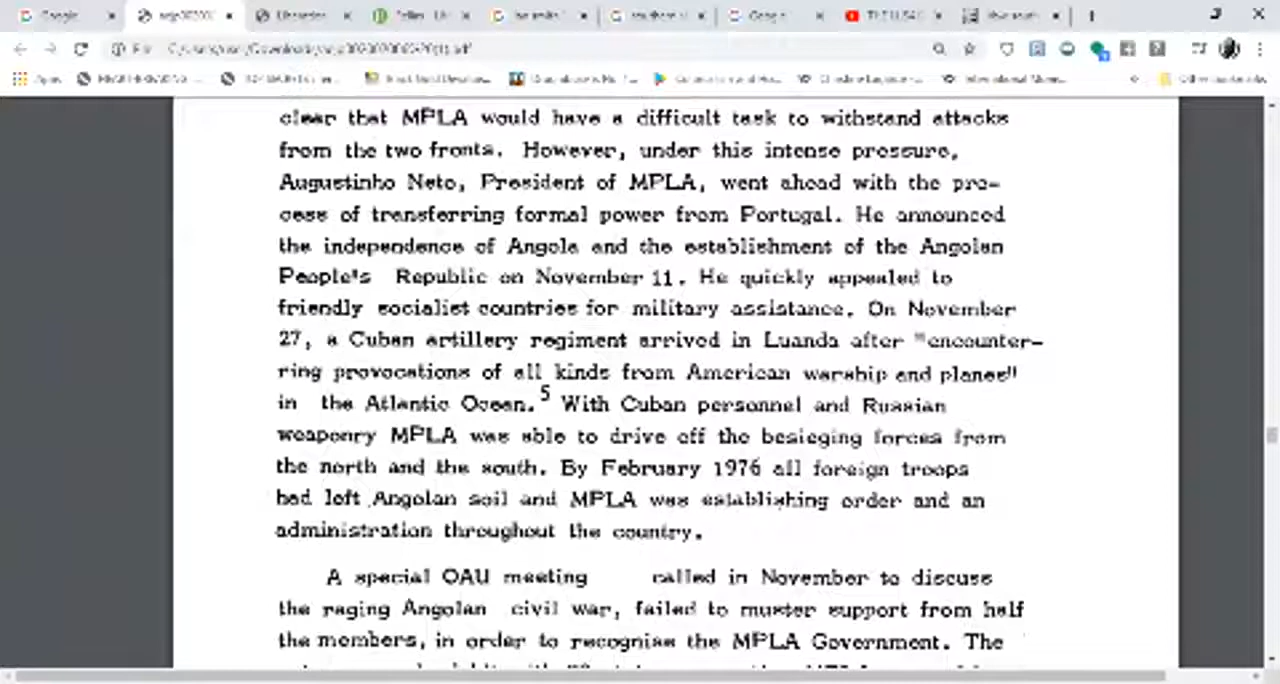 Google
Google
clear that MPLA would have a difficult task to withstand attacks
from the two fronts. However, under this intense pressure,
Augustinho Neto, President of MPLA, went ahead with the pro-
cess of transferring formal power from Portugal. He announced
the independence of Angola and the establishment of the Angolan
People's Republic on November 11. He quickly appealed to
friendly socialist countries for military assistance. On November
27, a Cuban artillery regiment arrived in Luanda after "encounter-
ring provocations of all kinds from American warship and planes"
in the Atlantic Ocean.5 With Cuban personnel and Russian
weaponry MPLA was able to drive off the besieging forces from
the north and the south. By February 1976 all foreign troops
had left Angolan soil and MPLA was establishing order and an
administration throughout the country.
A special OAU meeting called in November to discuss
the raging Angolan civil war, failed to muster support from half
the members, in order to recognise the MPLA Government. The